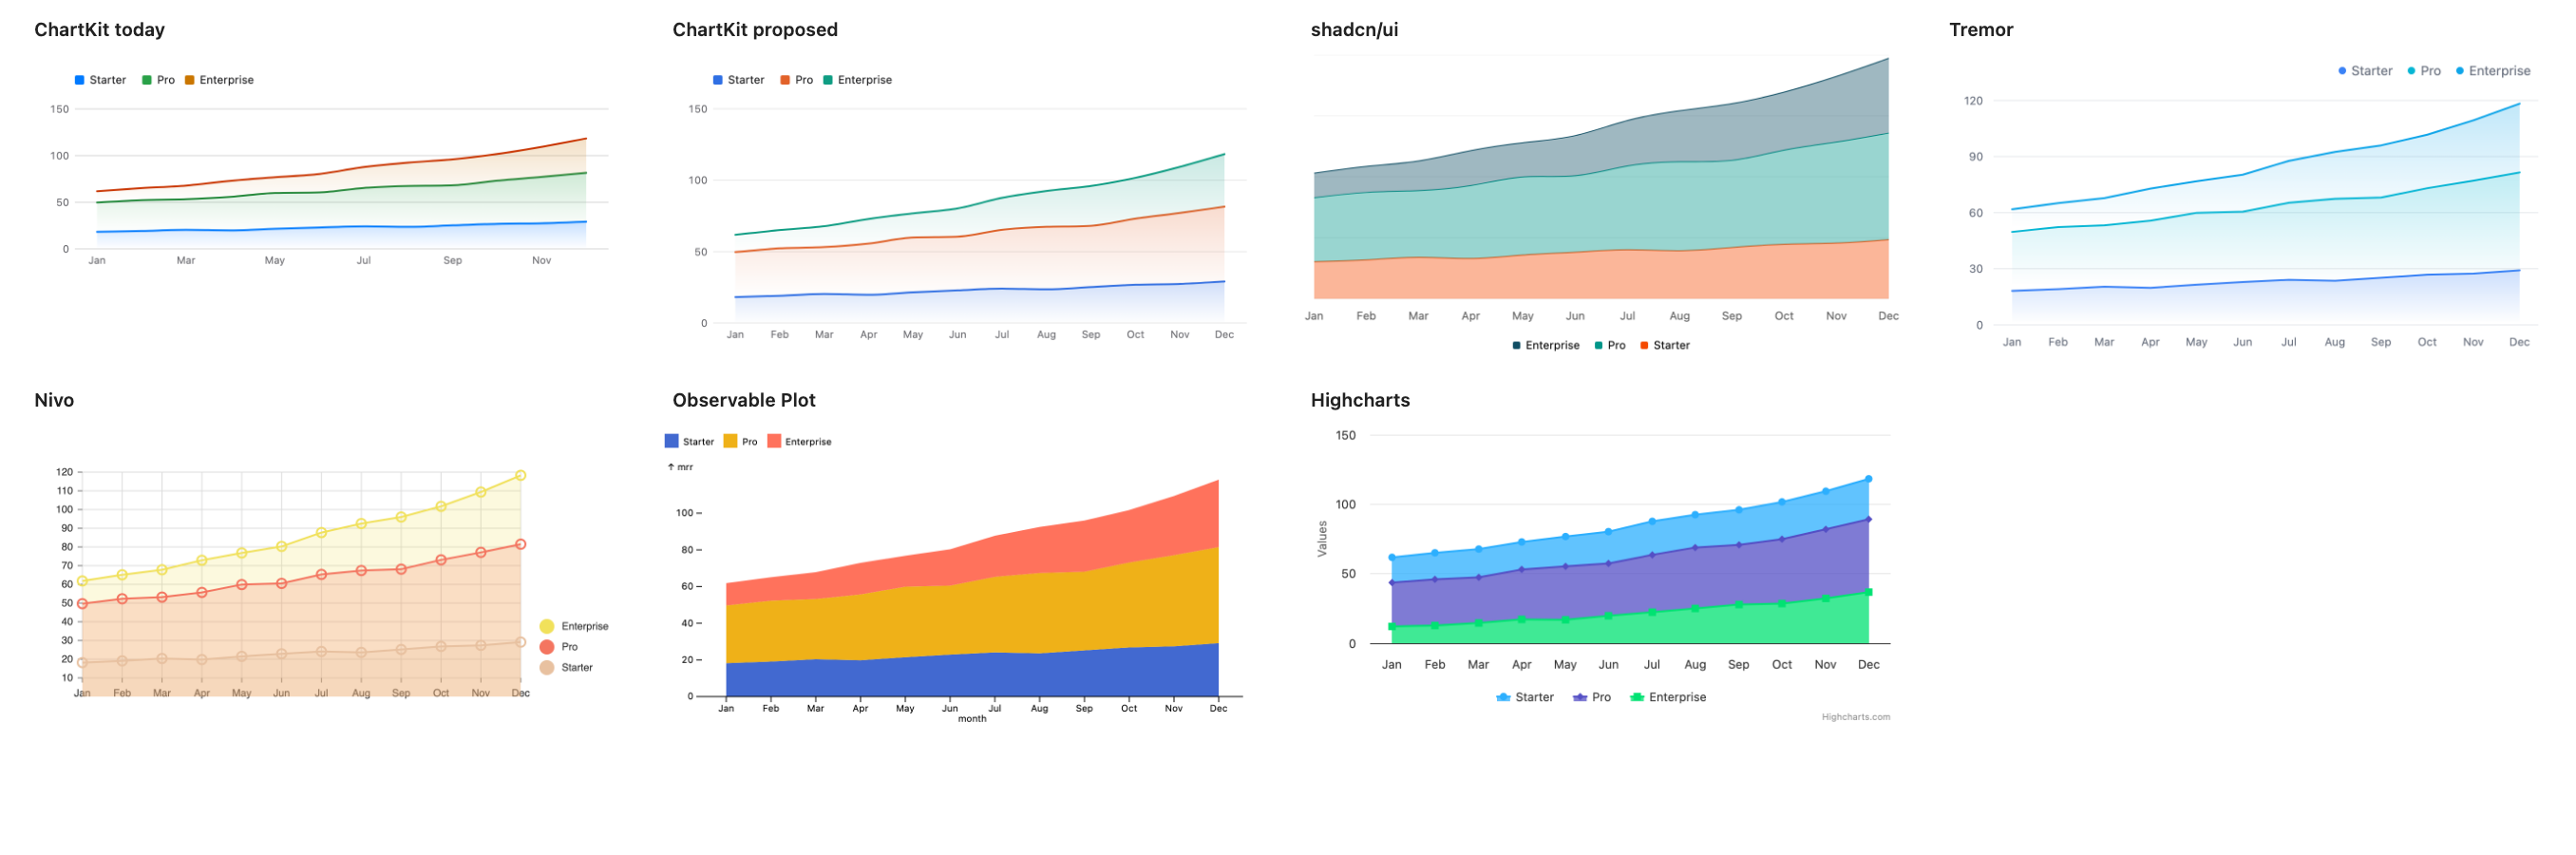 ChartKit today
Starter Pro Enterprise
150
100
50
0
Jan Mar May Jul Sep Nov
ChartKit proposed
Starter Pro Enterprise
150
100
50
0
Jan Feb Mar Apr May Jun Jul Aug Sep Oct Nov Dec
shadcn/ui
Jan Feb Mar Apr May Jun Jul Aug Sep Oct Nov Dec
Enterprise Pro Starter
Tremor
Starter Pro Enterprise
120
90
60
30
0
Jan Feb Mar Apr May Jun Jul Aug Sep Oct Nov Dec
Nivo
120
110
100
90
80
70
60
50
40
30
20
10
Jan Feb Mar Apr May Jun Jul Aug Sep Oct Nov Dec
Enterprise
Pro
Starter
Observable Plot
Starter Pro Enterprise
↑ mrr
100
80
60
40
20
0
Jan Feb Mar Apr May Jun Jul Aug Sep Oct Nov Dec
month
Highcharts
150
100
50
0
Values
Jan Feb Mar Apr May Jun Jul Aug Sep Oct Nov Dec
Starter Pro Enterprise
Highcharts.com